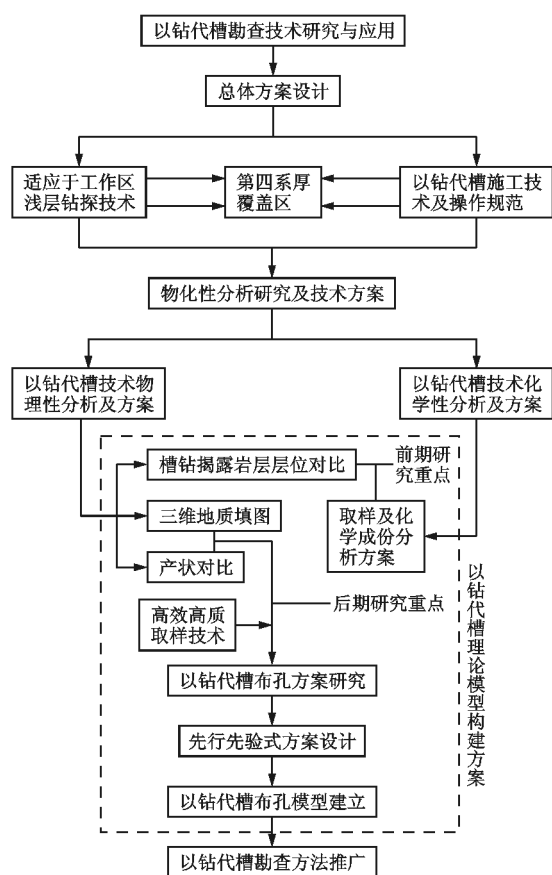 以钻代槽勘查技术研究与应用
总体方案设计
适应于工作区
浅层钻探技术
第四系厚
覆盖区
以钻代槽施工技
术及操作规范
物化性分析研究及技术方案
以钻代槽技术物
理性分析及方案
以钻代槽技术化
学性分析及方案
槽钻揭露岩层层位对比
前期研
究重点
三维地质填图
取样及化
学成份分
析方案
产状对比
后期研究重点
高效高质
取样技术
以钻代槽理论模型构建方案
以钻代槽布孔方案研究
先行先验式方案设计
以钻代槽布孔模型建立
以钻代槽勘查方法推广